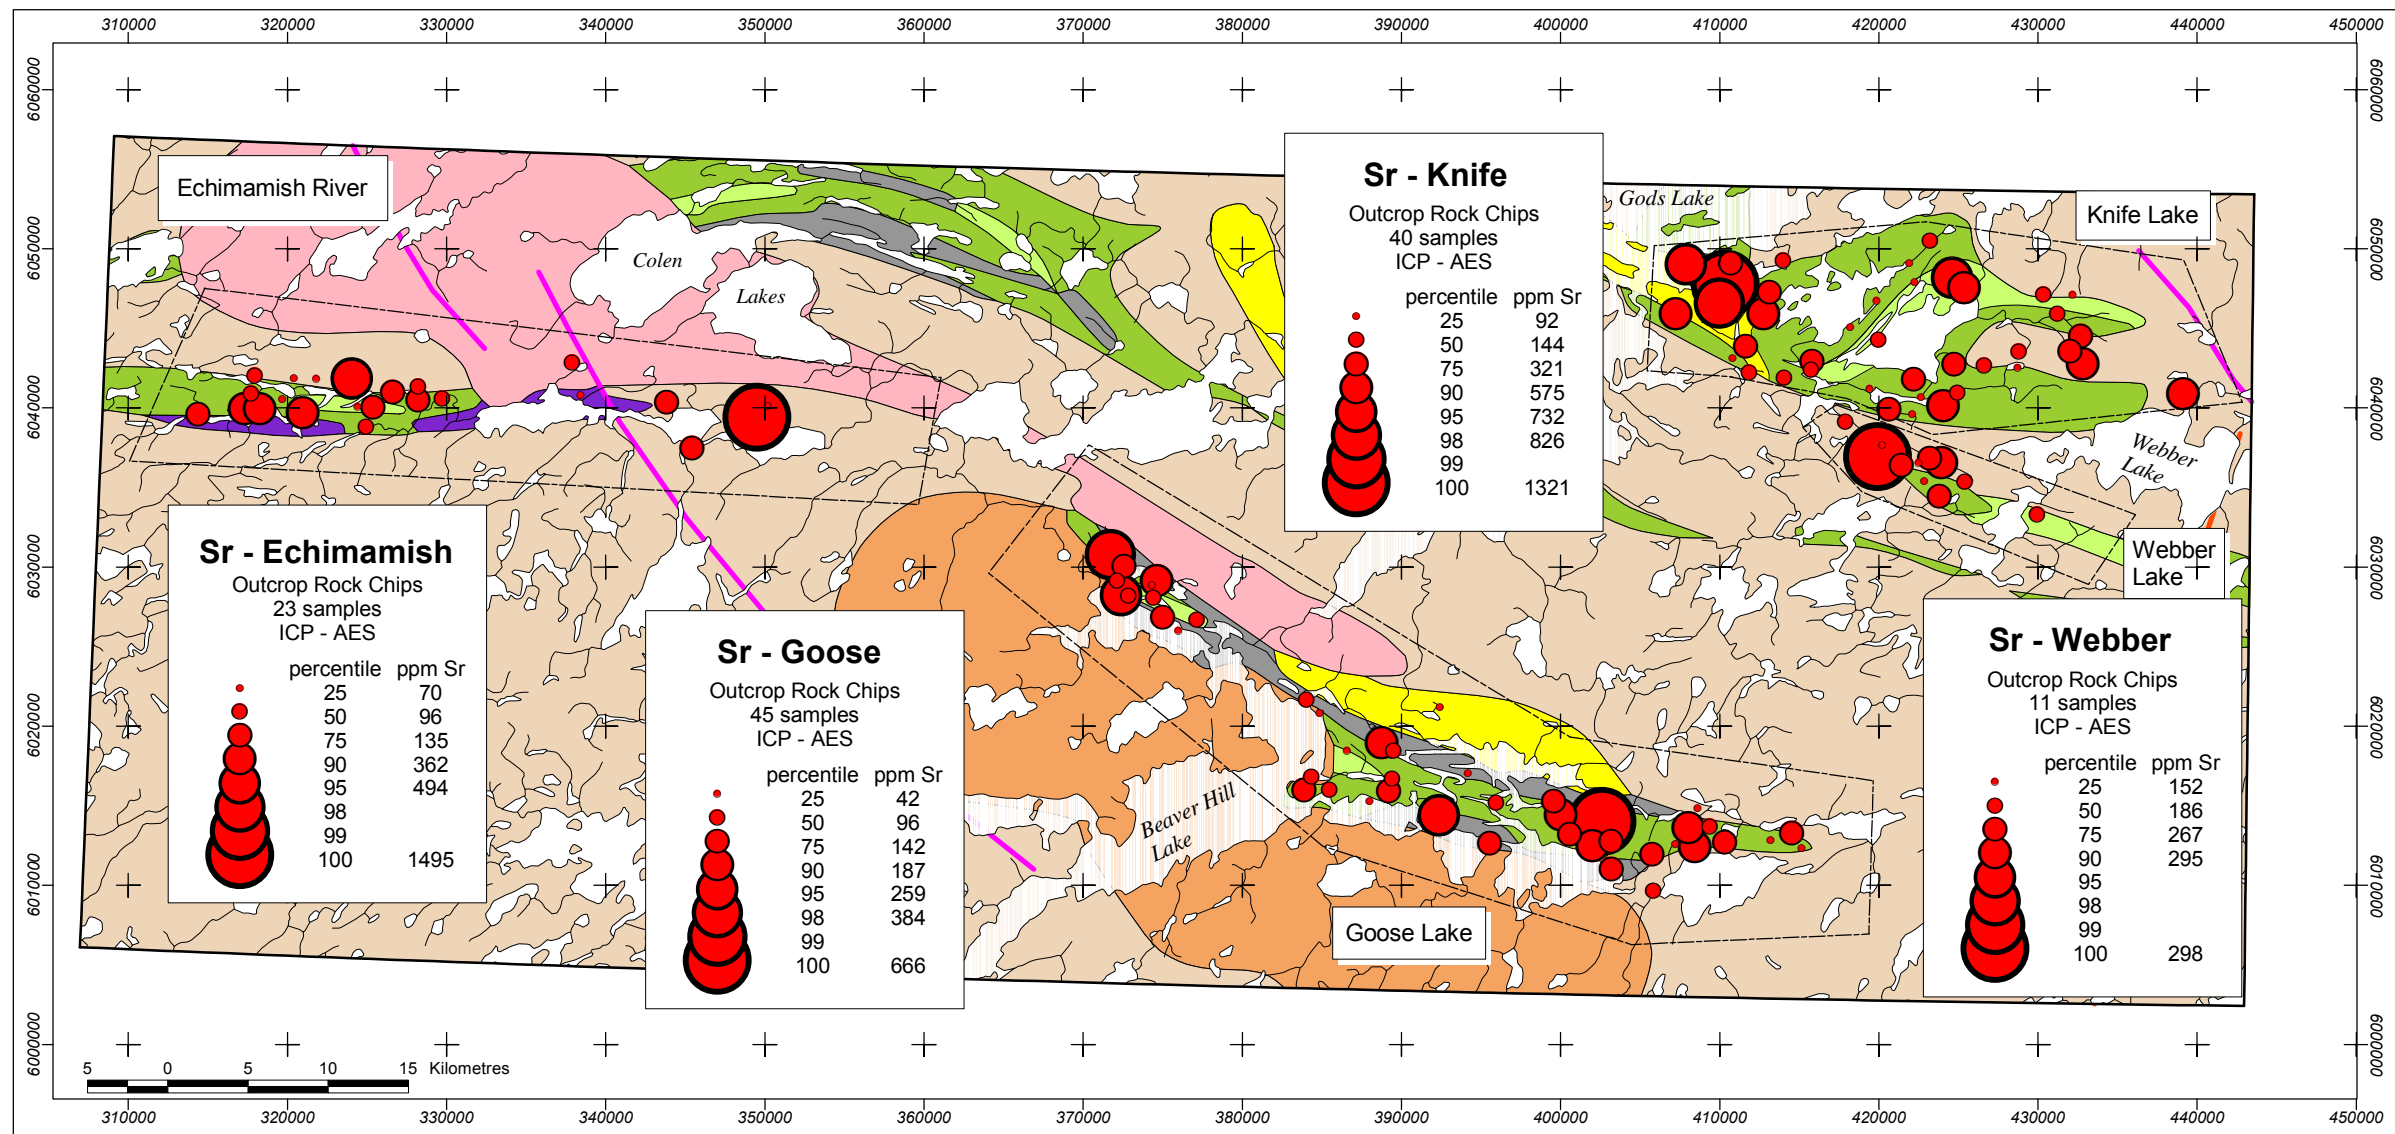 310000 320000 330000 340000 350000 360000 370000 380000 390000 400000 410000 420000 430000 440000 450000
6060000 6060000
Echimamish River
Gods Lake
Knife Lake
Sr - Knife
Outcrop Rock Chips
40 samples
ICP - AES
percentile ppm Sr
25 92
50 144
75 321
90 575
95 732
98 826
99
100 1321
6050000 6050000
Colen
Lakes
6040000 6040000
Webber
Lake
Webber
Lake
6030000 6030000
Sr - Echimamish
Outcrop Rock Chips
23 samples
ICP - AES
percentile ppm Sr
25 70
50 96
75 135
90 362
95 494
98
99
100 1495
Sr - Goose
Outcrop Rock Chips
45 samples
ICP - AES
percentile ppm Sr
25 42
50 96
75 142
90 187
95 259
98 384
99
100 666
Sr - Webber
Outcrop Rock Chips
11 samples
ICP - AES
percentile ppm Sr
25 152
50 186
75 267
90 295
95
98
99
100 298
6020000 6020000
Beaver Hill
Lake
6010000 6010000
Goose Lake
6000000 6000000
5 0 5 10 15 Kilometres
310000 320000 330000 340000 350000 360000 370000 380000 390000 400000 410000 420000 430000 440000 450000